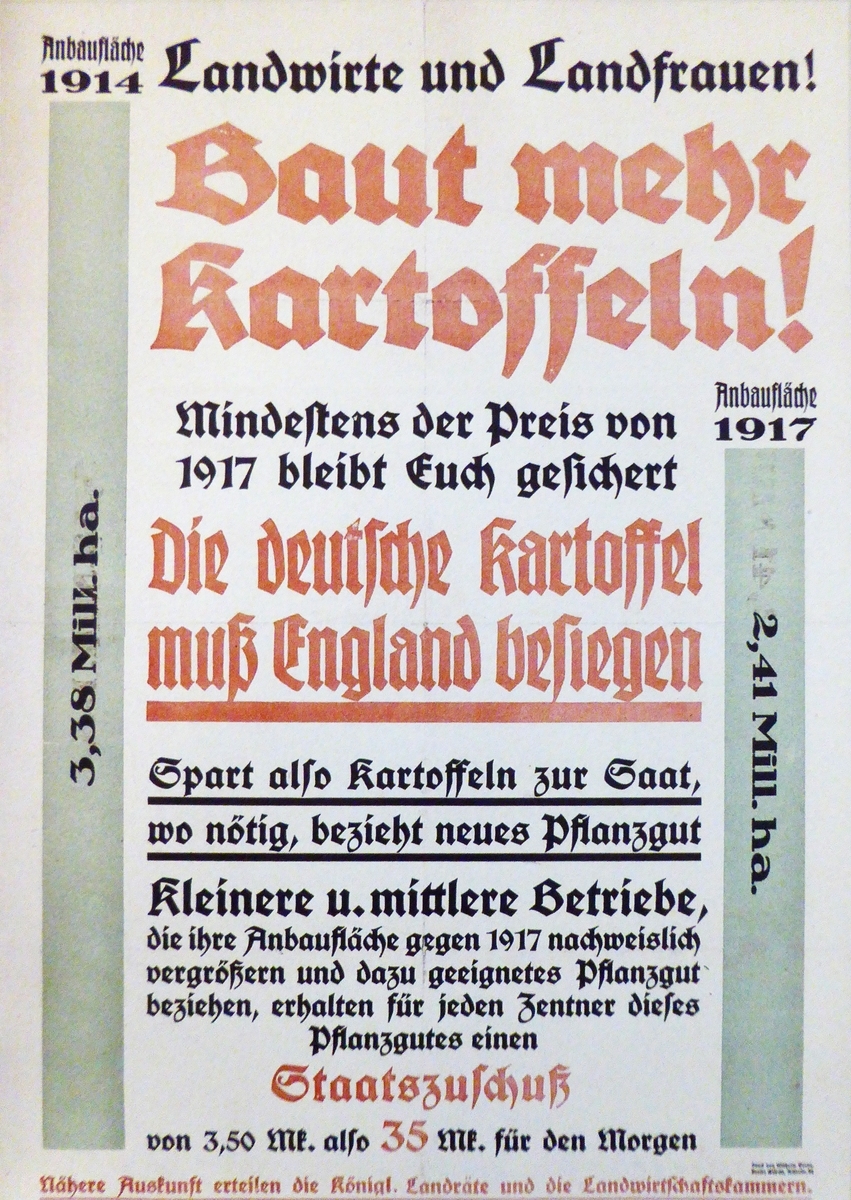 Anbaufläche
1914
Landwirte und Landfrauen!
Baut mehr
Kartoffeln!
Anbaufläche
1917
Mindestens der Preis von
1917 bleibt Euch gesichert
Die deutsche Kartoffel
muß England besiegen
3,38 Mill. ha.
2,41 Mill. ha.
Spart also Kartoffeln zur Saat,
wo nötig, bezieht neues Pflanzgut
Kleinere u. mittlere Betriebe,
die ihre Anbaufläche gegen 1917 nachweislich
vergrößern und dazu geeignetes Pflanzgut
beziehen, erhalten für jeden Zentner dieses
Pflanzgutes einen
Staatszuschuß
von 3,50 Mk. also 35 Mk. für den Morgen
Nähere Auskunft erteilen die Königl. Landräte und die Landwirtschaftskammern.